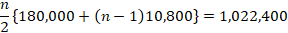 n/2 {180,000 + (n − 1)10,800} = 1,022,400